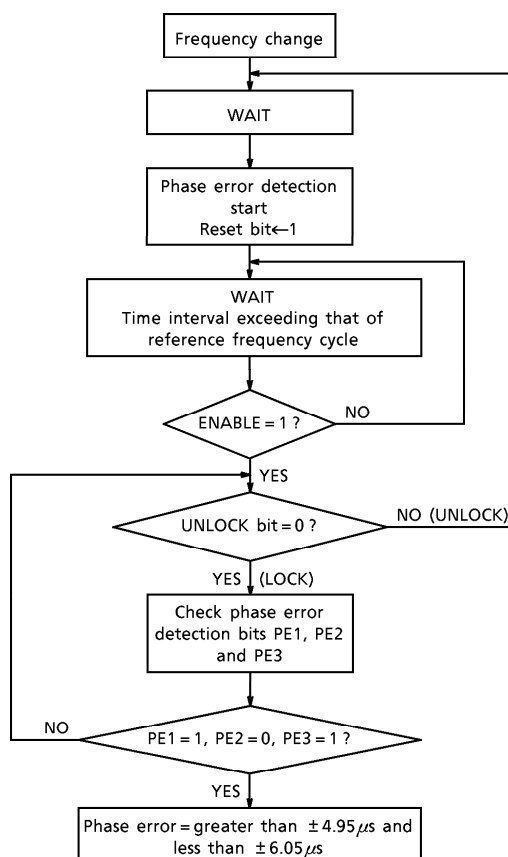 Frequency change
WAIT
Phase error detection
start
Reset bit←1
WAIT
Time interval exceeding that of
reference frequency cycle
ENABLE = 1 ?
NO
YES
UNLOCK bit = 0 ?
NO (UNLOCK)
YES (LOCK)
Check phase error
detection bits PE1, PE2
and PE3
NO
PE1 = 1, PE2 = 0, PE3 = 1 ?
YES
Phase error = greater than ±4.95μs and
less than ±6.05μs